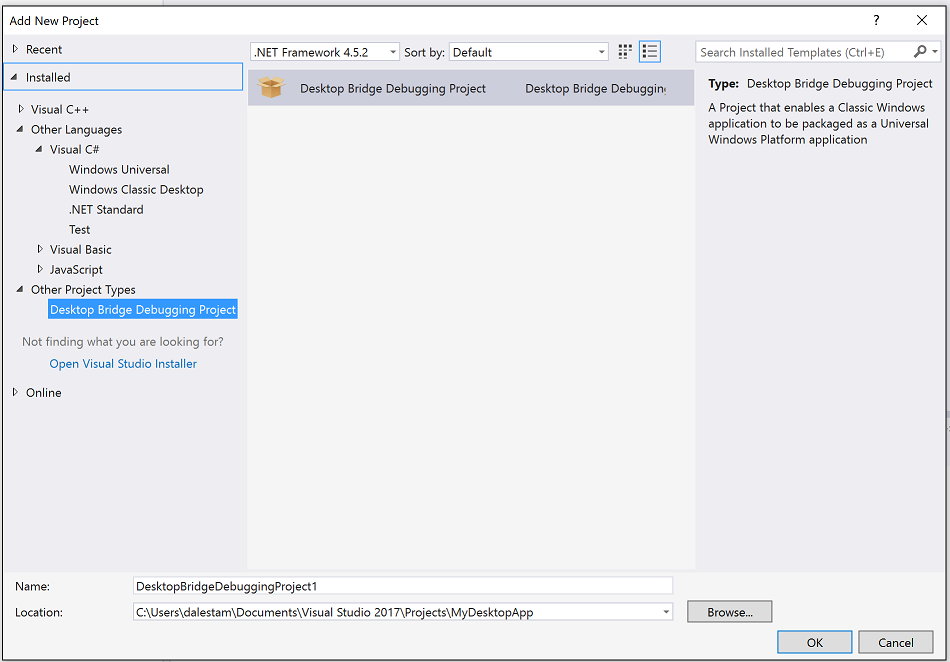 Add New Project
?
Recent
.NET Framework 4.5.2
Sort by:
Default
Search Installed Templates (Ctrl+E)
Installed
Visual C++
Other Languages
Visual C#
Windows Universal
Windows Classic Desktop
.NET Standard
Test
Visual Basic
JavaScript
Other Project Types
Desktop Bridge Debugging Project
Not finding what you are looking for?
Open Visual Studio Installer
Online
Desktop Bridge Debugging Project
Desktop Bridge Debugging
Type: Desktop Bridge Debugging Project
A Project that enables a Classic Windows
application to be packaged as a Universal
Windows Platform application
Name:
DesktopBridgeDebuggingProject1
Location:
C:\Users\dalestam\Documents\Visual Studio 2017\Projects\MyDesktopApp
Browse...
OK
Cancel